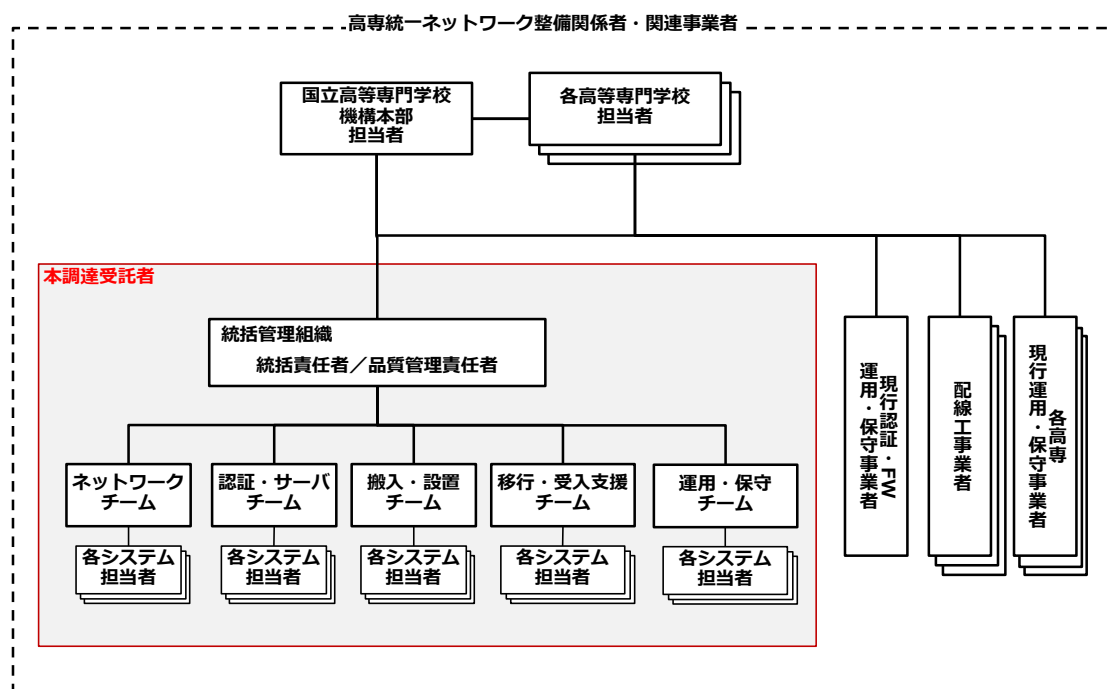 高専統一ネットワーク整備関係者・関連事業者
国立高等専門学校
機構本部
担当者
各高等専門学校
担当者
本調達受託者
統括管理組織
統括責任者／品質管理責任者
現行認証・FW
運用・保守事業者
配線工事業者
各高専
現行運用・保守事業者
ネットワーク
チーム
認証・サーバ
チーム
搬入・設置
チーム
移行・受入支援
チーム
運用・保守
チーム
各システム
担当者
各システム
担当者
各システム
担当者
各システム
担当者
各システム
担当者